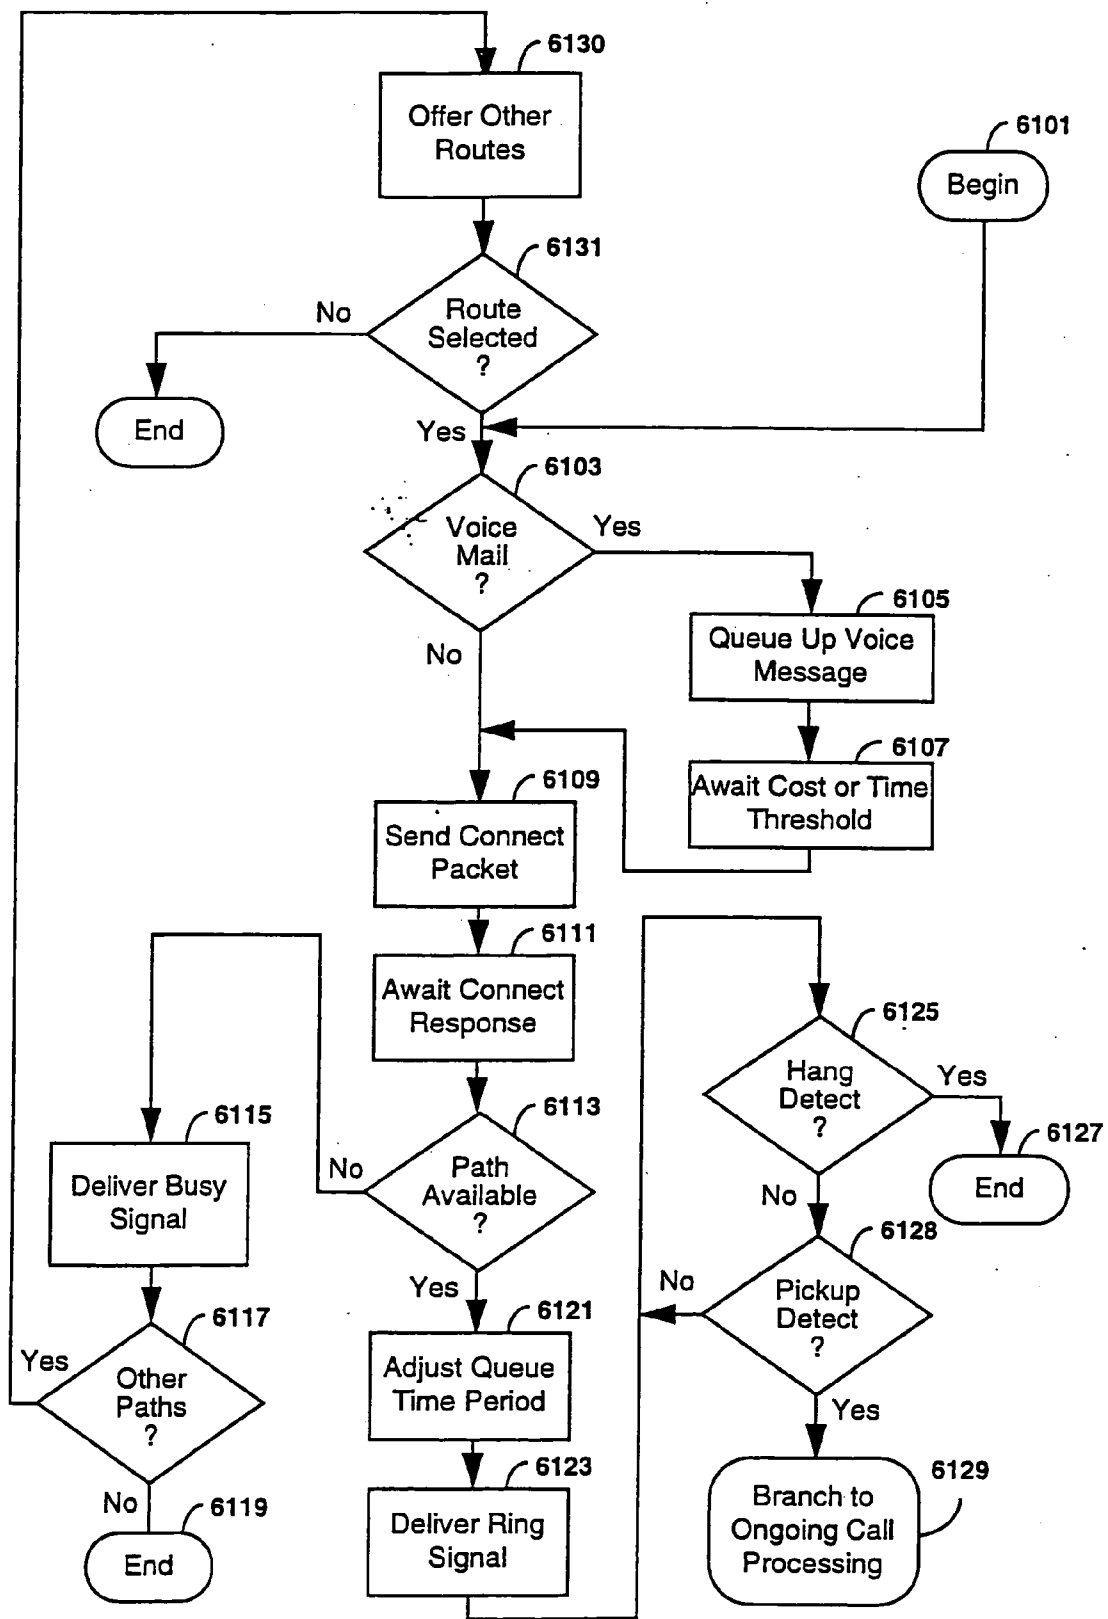 6130
Offer Other
Routes
6101
Begin
6131
Route
Selected
?
No
End
Yes
6103
Voice
Mail
?
Yes
No
6105
Queue Up Voice
Message
6107
Await Cost or Time
Threshold
6109
Send Connect
Packet
6111
Await Connect
Response
6113
Path
Available
?
No
Yes
6115
Deliver Busy
Signal
6117
Other
Paths
?
Yes
No
6119
End
6121
Adjust Queue
Time Period
6123
Deliver Ring
Signal
6125
Hang
Detect
?
Yes
6127
End
No
6128
Pickup
Detect
?
No
Yes
6129
Branch to
Ongoing Call
Processing